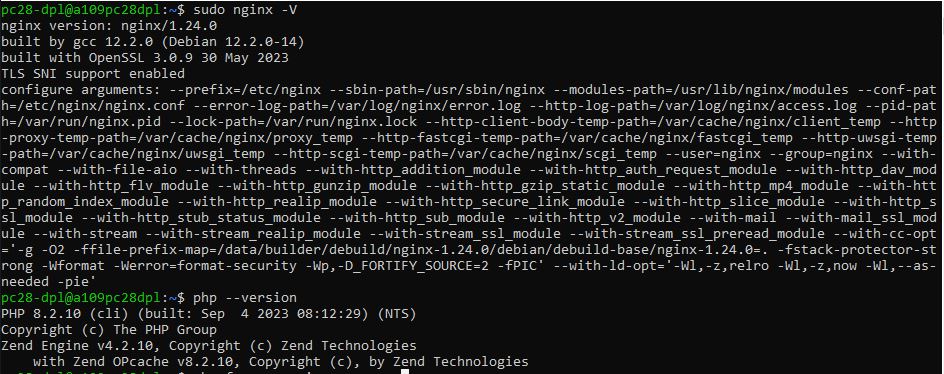 pc28-dpl@a109pc28dpl:~$ sudo nginx -V
nginx version: nginx/1.24.0
built by gcc 12.2.0 (Debian 12.2.0-14)
built with OpenSSL 3.0.9 30 May 2023
TLS SNI support enabled
configure arguments: --prefix=/etc/nginx --sbin-path=/usr/sbin/nginx --modules-path=/usr/lib/nginx/modules --conf-pat
h=/etc/nginx/nginx.conf --error-log-path=/var/log/nginx/error.log --http-log-path=/var/log/nginx/access.log --pid-pat
h=/var/run/nginx.pid --lock-path=/var/run/nginx.lock --http-client-body-temp-path=/var/cache/nginx/client_temp --http
-proxy-temp-path=/var/cache/nginx/proxy_temp --http-fastcgi-temp-path=/var/cache/nginx/fastcgi_temp --http-uwsgi-temp
-path=/var/cache/nginx/uwsgi_temp --http-scgi-temp-path=/var/cache/nginx/scgi_temp --user=nginx --group=nginx --with-
compat --with-file-aio --with-threads --with-http_addition_module --with-http_auth_request_module --with-http_dav_mod
ule --with-http_flv_module --with-http_gunzip_module --with-http_gzip_static_module --with-http_mp4_module --with-htt
p_random_index_module --with-http_realip_module --with-http_secure_link_module --with-http_slice_module --with-http_s
sl_module --with-http_stub_status_module --with-http_sub_module --with-http_v2_module --with-mail --with-mail_ssl_mod
ule --with-stream --with-stream_realip_module --with-stream_ssl_module --with-stream_ssl_preread_module --with-cc-opt
='-g -O2 -ffile-prefix-map=/data/builder/debuild/nginx-1.24.0/debian/debuild-base/nginx-1.24.0=. -fstack-protector-st
rong -Wformat -Werror=format-security -Wp,-D_FORTIFY_SOURCE=2 -fPIC' --with-ld-opt='-Wl,-z,relro -Wl,-z,now -Wl,--as-
needed -pie'
pc28-dpl@a109pc28dpl:~$ php --version
PHP 8.2.10 (cli) (built: Sep  4 2023 08:12:29) (NTS)
Copyright (c) The PHP Group
Zend Engine v4.2.10, Copyright (c) Zend Technologies
    with Zend OPcache v8.2.10, Copyright (c), by Zend Technologies